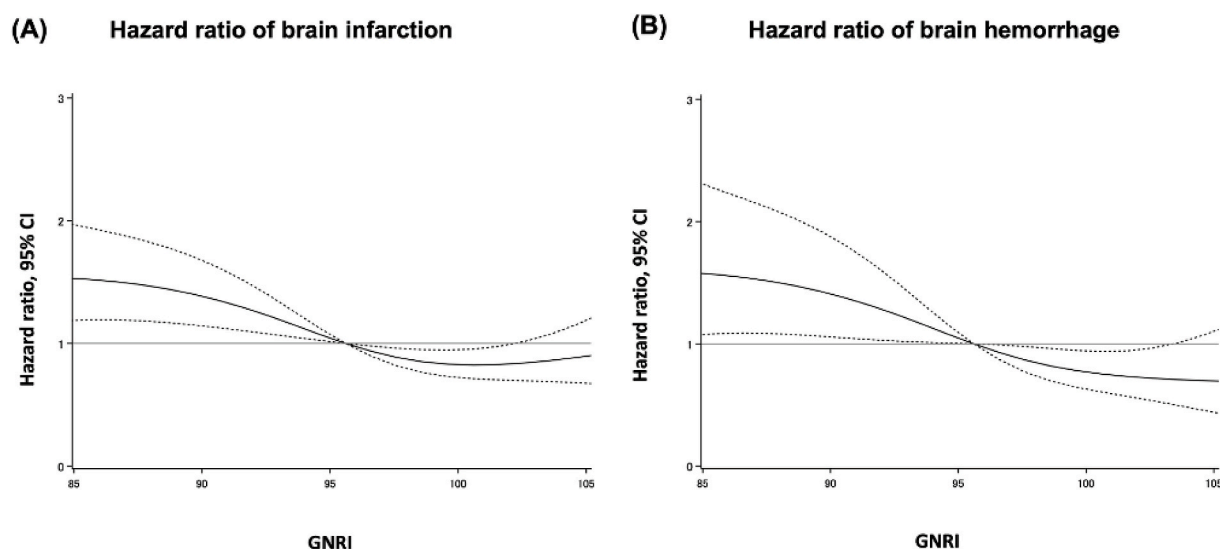 (A) Hazard ratio of brain infarction
3
2
1
0
Hazard ratio, 95% CI
85 90 95 100 105
GNRI
(B) Hazard ratio of brain hemorrhage
3
2
1
0
Hazard ratio, 95% CI
85 90 95 100 105
GNRI